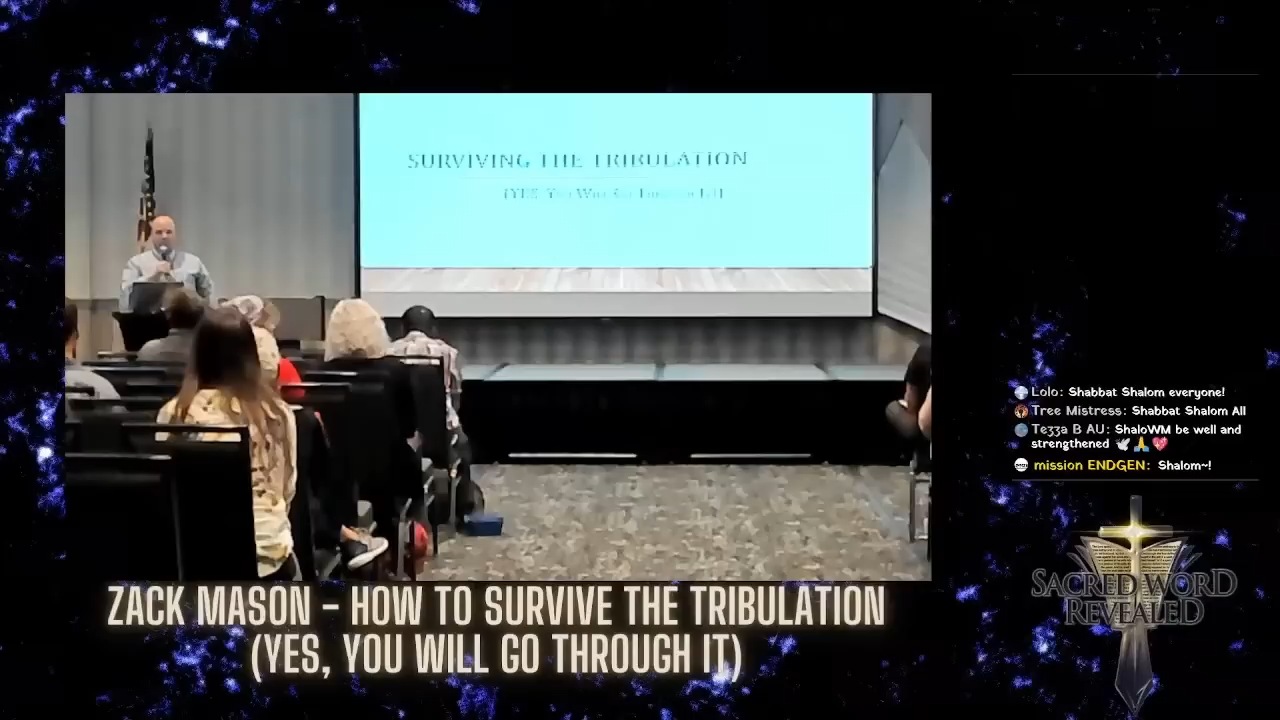 SURVIVING THE TRIBULATION
Lolo: Shabbat Shalom everyone!
Tree Mistress: Shabbat Shalom All
Tezza B AU: ShaloWM be well and
strengthened 🕊️🙏💖
mission ENDGEN: Shalom~!
SACRED WORD
REVEALED
ZACK MASON - HOW TO SURVIVE THE TRIBULATION
(YES, YOU WILL GO THROUGH IT)